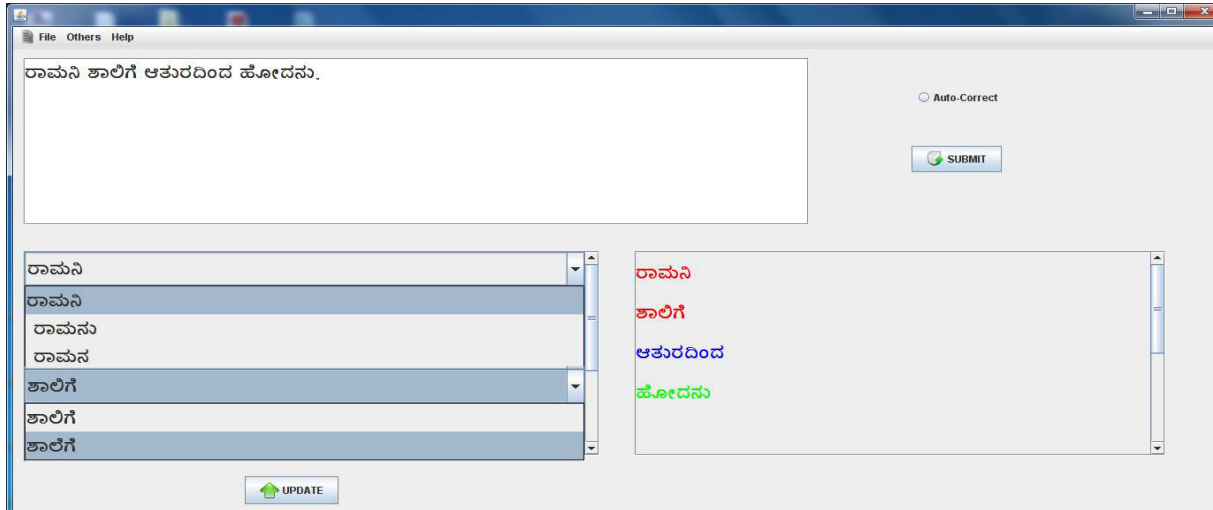 File Others Help
ರಾಮನಿ ಶಾಲಿಗೆ ಆತುರದಿಂದ ಹೋದನು.
Auto-Correct
SUBMIT
ರಾಮನಿ
ರಾಮನಿ
ರಾಮನು
ರಾಮನ
ಶಾಲಿಗೆ
ಶಾಲಿಗೆ
ಶಾಲೆಗೆ
ರಾಮನಿ
ಶಾಲಿಗೆ
ಆತುರದಿಂದ
ಹೋದನು
UPDATE